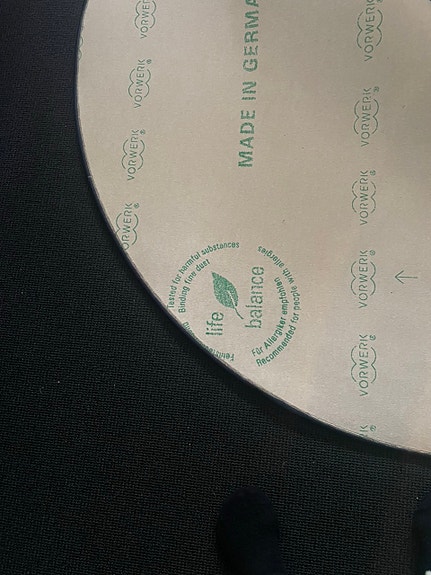 VORWERK
VORWERK
VORWERK
VORWERK
MADE IN GERMA
Tested for harmful substances
Binding fine dust
life
balance
Für Allergiker empfohlen
Recommended for people with allergies
VORWERK
VORWERK
VORWERK
VORWERK
VORWERK